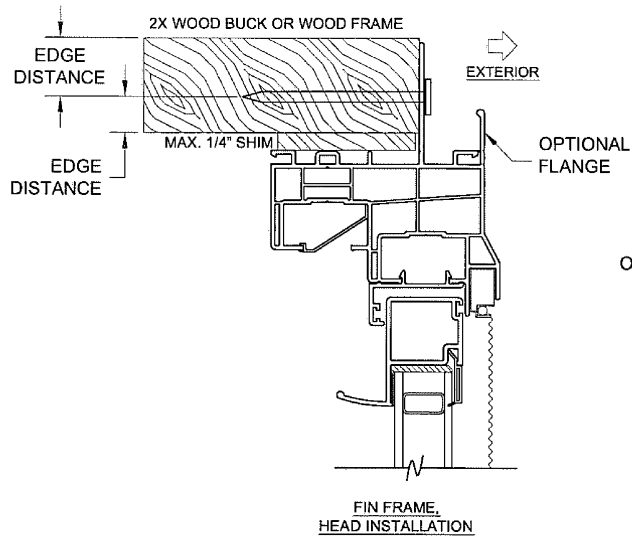 2X WOOD BUCK OR WOOD FRAME
EDGE
DISTANCE
EXTERIOR
MAX. 1/4" SHIM
EDGE
DISTANCE
OPTIONAL
FLANGE
O
FIN FRAME,
HEAD INSTALLATION